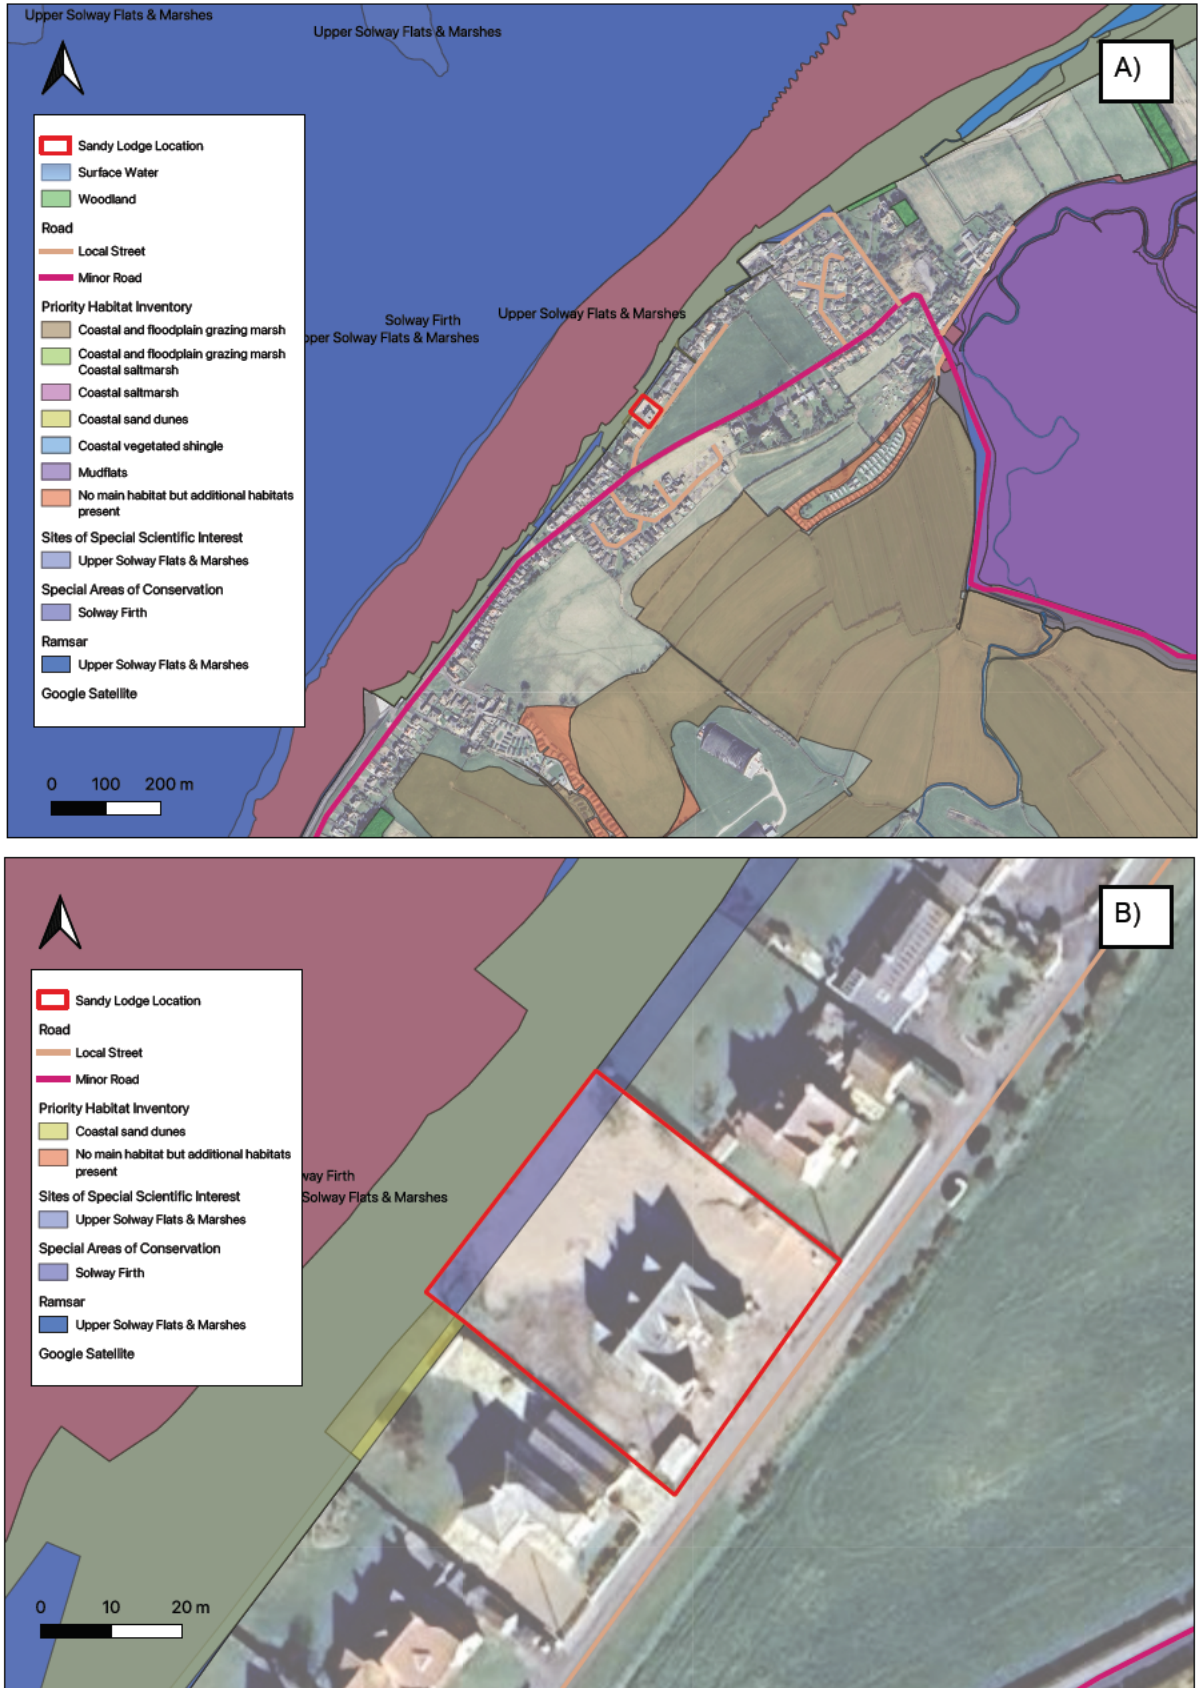 Upper Solway Flats & Marshes
Upper Solway Flats & Marshes
A)
Sandy Lodge Location
Surface Water
Woodland
Road
Local Street
Minor Road
Priority Habitat Inventory
Coastal and floodplain grazing marsh
Coastal and floodplain grazing marsh
Coastal saltmarsh
Coastal saltmarsh
Coastal sand dunes
Coastal vegetated shingle
Mudflats
No main habitat but additional habitats
present
Sites of Special Scientific Interest
Upper Solway Flats & Marshes
Special Areas of Conservation
Solway Firth
Ramsar
Upper Solway Flats & Marshes
Google Satellite
Upper Solway Flats & Marshes
Solway Firth
pper Solway Flats & Marshes
0 100 200 m
B)
Sandy Lodge Location
Road
Local Street
Minor Road
Priority Habitat Inventory
Coastal sand dunes
No main habitat but additional habitats
present
Sites of Special Scientific Interest
Upper Solway Flats & Marshes
Special Areas of Conservation
Solway Firth
Ramsar
Upper Solway Flats & Marshes
Google Satellite
way Firth
Solway Flats & Marshes
0 10 20 m